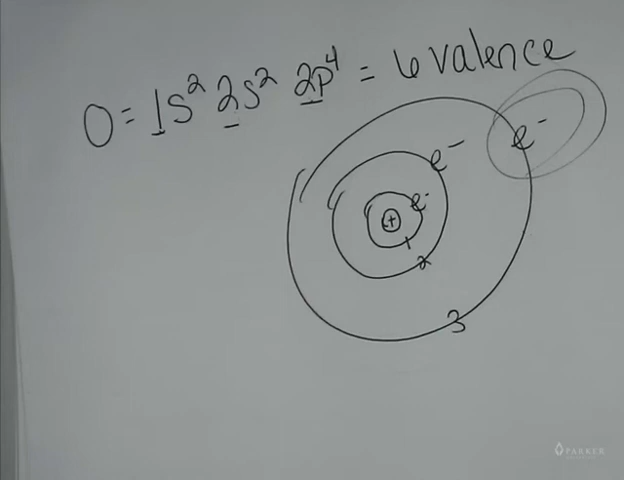 O = 1s² 2s² 2p⁴ = 6 valence
e⁻
e⁻
e⁻
+
1
2
3
PARKER